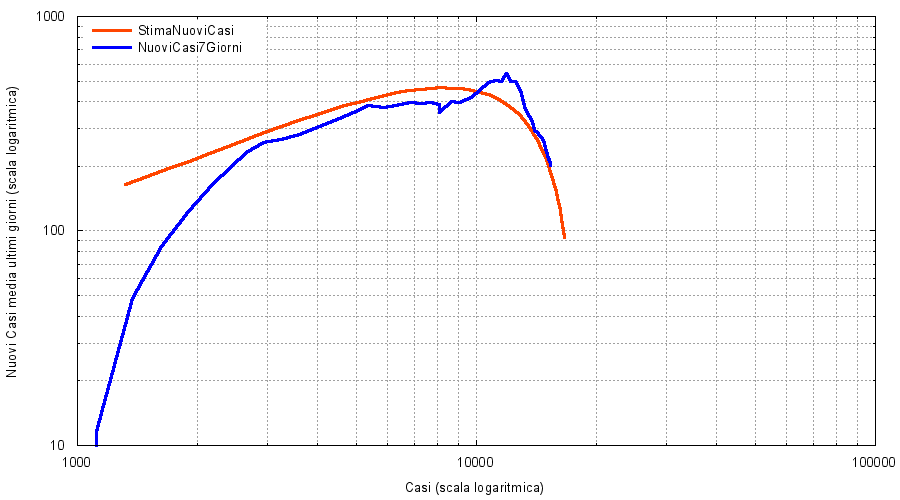 1000
StimaNuoviCasi
NuoviCasi7Giorni
Nuovi Casi media ultimi giorni (scala logaritmica)
100
10
1000
10000
100000
Casi (scala logaritmica)